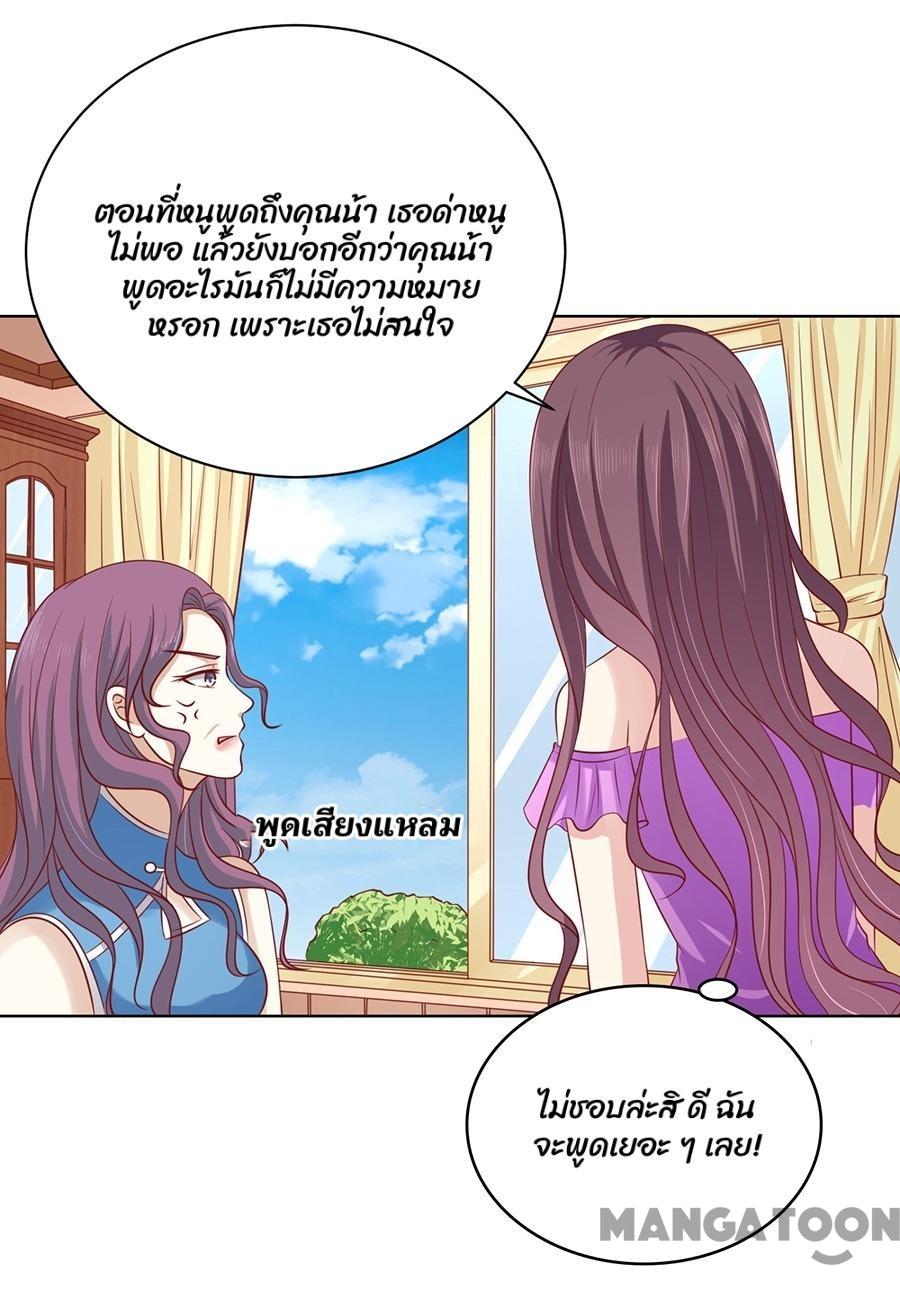 ตอนที่หนูพูดถึงคุณน้า เธอด่าหนู
ไม่พอ แล้วยังบอกอีกว่าคุณน้า
พูดอะไรมันก็ไม่มีความหมาย
หรอก เพราะเธอไม่สนใจ
พูดเสียงแหลม
ไม่ชอบล่ะสิ ดี ฉัน
จะพูดเยอะ ๆ เลย!
MANGATOON